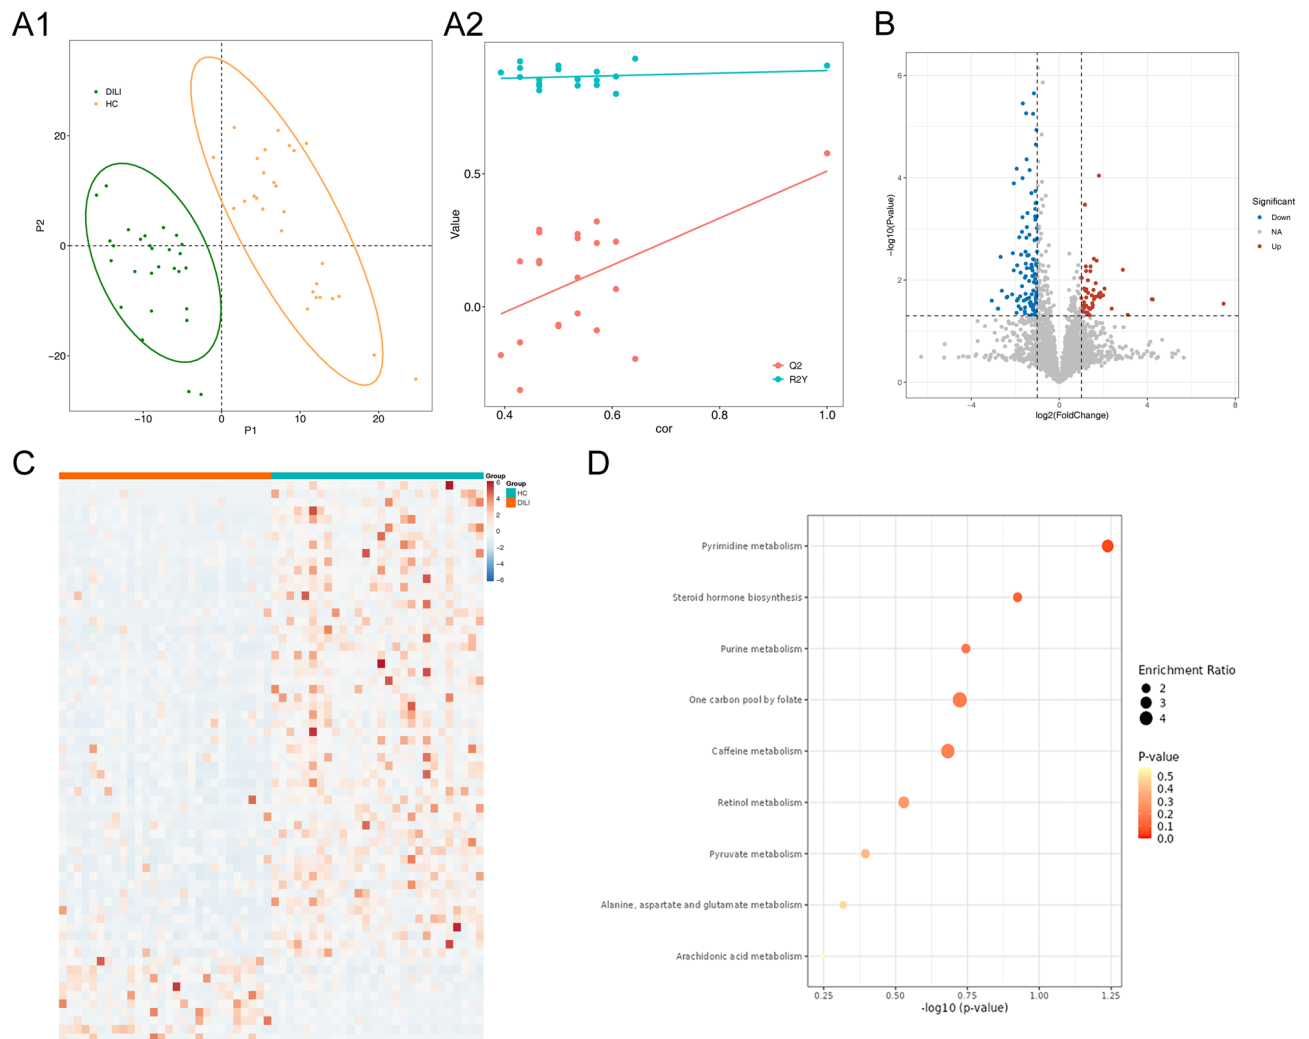 A1
A2
B
DILI
HC
20
0
−20
−10
0
10
20
P1
P2
0.5
0.0
Value
0.4
0.6
0.8
1.0
cor
Q2
R2Y
6
4
2
0
−log10(Pvalue)
−4
0
4
8
log2(FoldChange)
Significant
Down
NA
Up
C
D
Group
6
4
2
0
−2
−4
−6
Group
HC
DILI
Pyrimidine metabolism
Steroid hormone biosynthesis
Purine metabolism
One carbon pool by folate
Caffeine metabolism
Retinol metabolism
Pyruvate metabolism
Alanine, aspartate and glutamate metabolism
Arachidonic acid metabolism
0.25
0.50
0.75
1.00
1.25
-log10 (p-value)
Enrichment Ratio
2
3
4
P-value
0.5
0.4
0.3
0.2
0.1
0.0